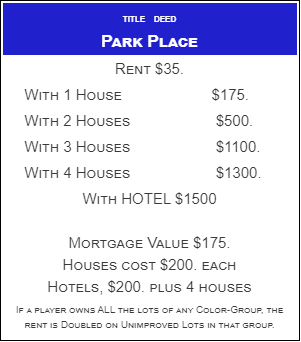 TITLE DEED
PARK PLACE
RENT $35.
WITH 1 HOUSE $175.
WITH 2 HOUSES $500.
WITH 3 HOUSES $1100.
WITH 4 HOUSES $1300.
WITH HOTEL $1500
MORTGAGE VALUE $175.
HOUSES COST $200. EACH
HOTELS, $200. PLUS 4 HOUSES
IF A PLAYER OWNS ALL THE LOTS OF ANY COLOR-GROUP, THE
RENT IS DOUBLED ON UNIMPROVED LOTS IN THAT GROUP.